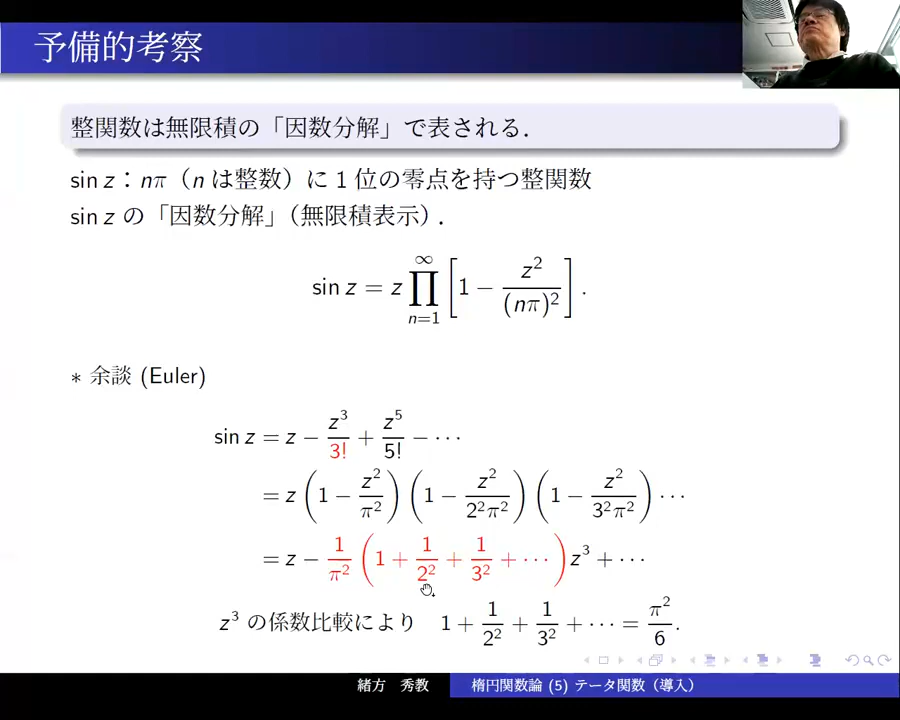 予備的考察
整関数は無限積の「因数分解」で表される.
sin z：nπ（n は整数）に 1 位の零点を持つ整関数
sin z の「因数分解」（無限積表示）.
sin z = z ∏_{n=1}^{∞} [1 − z²/(nπ)²].
∗ 余談 (Euler)
sin z = z − z³/3! + z⁵/5! − ⋯
= z (1 − z²/π²) (1 − z²/2²π²) (1 − z²/3²π²) ⋯
= z − 1/π² (1 + 1/2² + 1/3² + ⋯) z³ + ⋯
z³ の係数比較により 1 + 1/2² + 1/3² + ⋯ = π²/6.
緒方 秀教 楕円関数論 (5) テータ関数（導入）